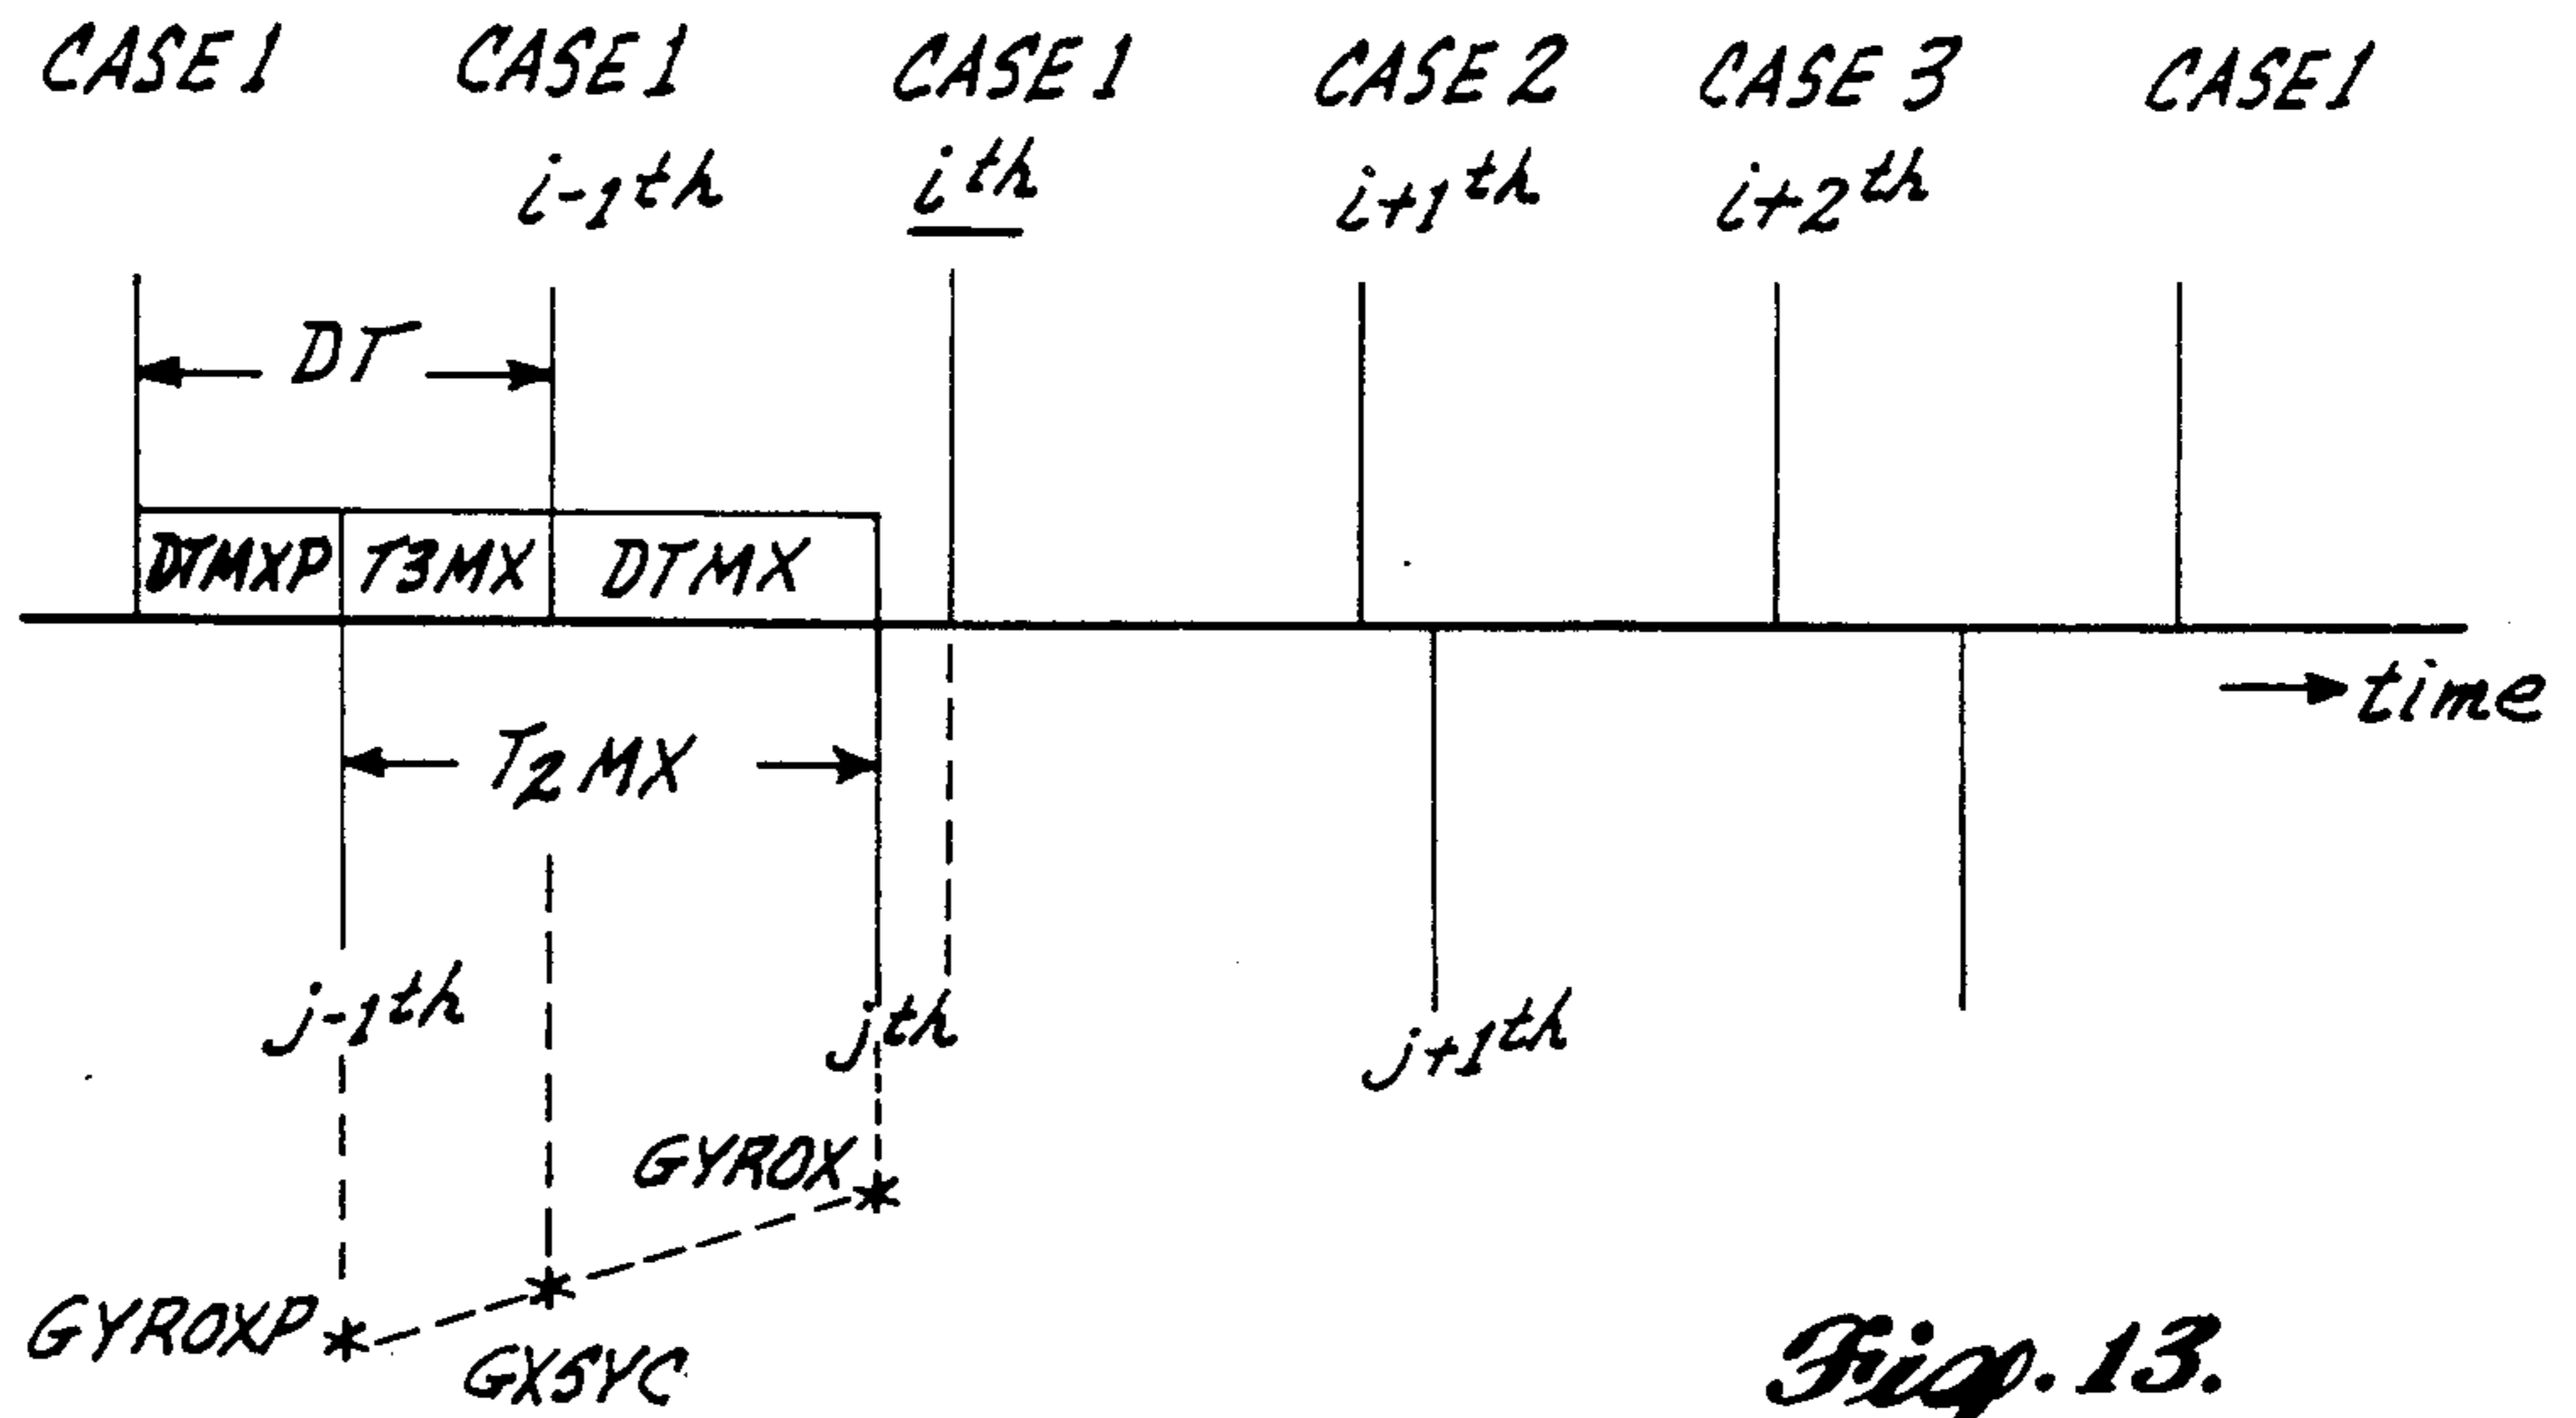 CASE 1 CASE 1 CASE 1 CASE 2 CASE 3 CASE 1
i-1th ith i+1th i+2th
DT
DTMXP T3MX DTMX
→time
T2MX
j-1th jth j+1th
GYROX
GYROXP
GXSYC
Fig. 13.